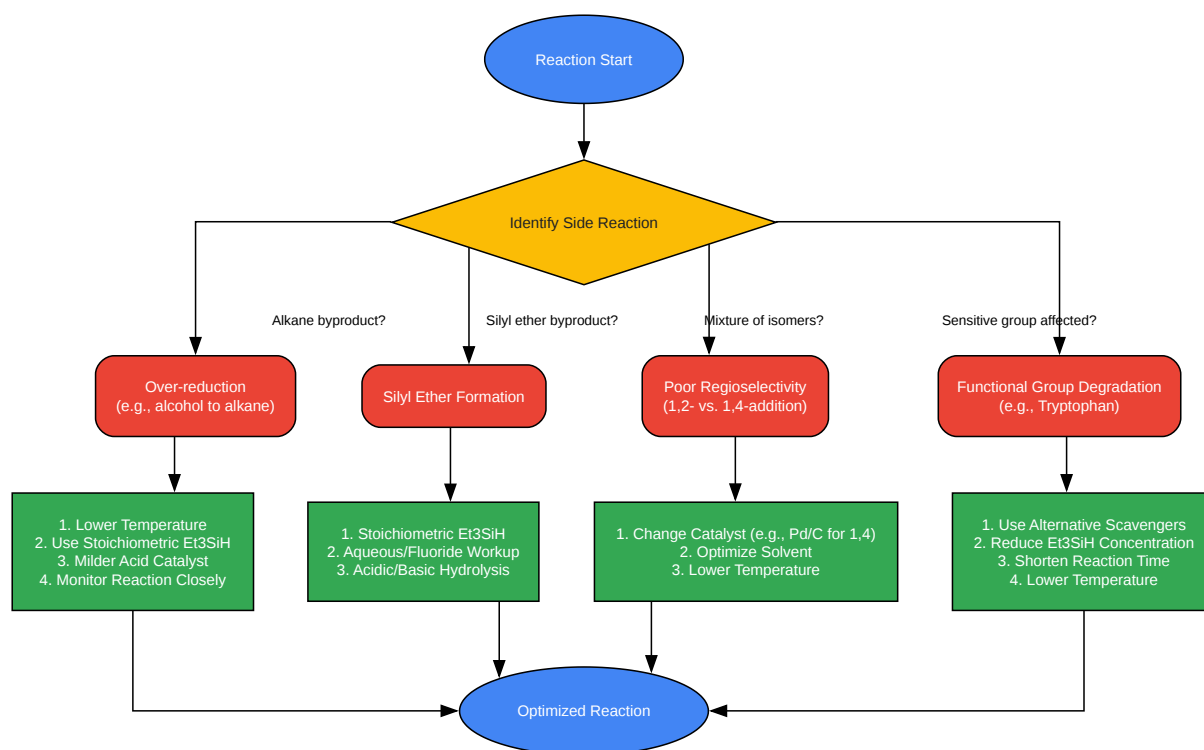 Reaction Start
Identify Side Reaction
Alkane byproduct?
Silyl ether byproduct?
Mixture of isomers?
Sensitive group affected?
Over-reduction
(e.g., alcohol to alkane)
Silyl Ether Formation
Poor Regioselectivity
(1,2- vs. 1,4-addition)
Functional Group Degradation
(e.g., Tryptophan)
1. Lower Temperature
2. Use Stoichiometric Et3SiH
3. Milder Acid Catalyst
4. Monitor Reaction Closely
1. Stoichiometric Et3SiH
2. Aqueous/Fluoride Workup
3. Acidic/Basic Hydrolysis
1. Change Catalyst (e.g., Pd/C for 1,4)
2. Optimize Solvent
3. Lower Temperature
1. Use Alternative Scavengers
2. Reduce Et3SiH Concentration
3. Shorten Reaction Time
4. Lower Temperature
Optimized Reaction